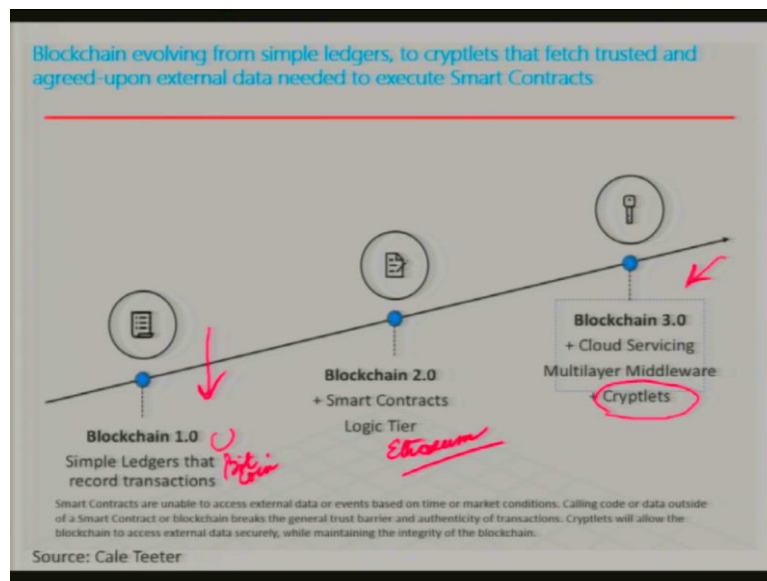 Blockchain evolving from simple ledgers, to cryptlets that fetch trusted and
agreed-upon external data needed to execute Smart Contracts
Blockchain 3.0
+ Cloud Servicing
Multilayer Middleware
+ Cryptlets
Blockchain 2.0
+ Smart Contracts
Logic Tier
Blockchain 1.0
Simple Ledgers that
record transactions
Bit
Coin
Smart Contracts are unable to access external data or events based on time or market conditions. Calling code or data outside
of a Smart Contract or blockchain breaks the general trust barrier and authenticity of transactions. Cryptlets will allow the
blockchain to access external data securely, while maintaining the integrity of the blockchain.
Source: Cale Teeter